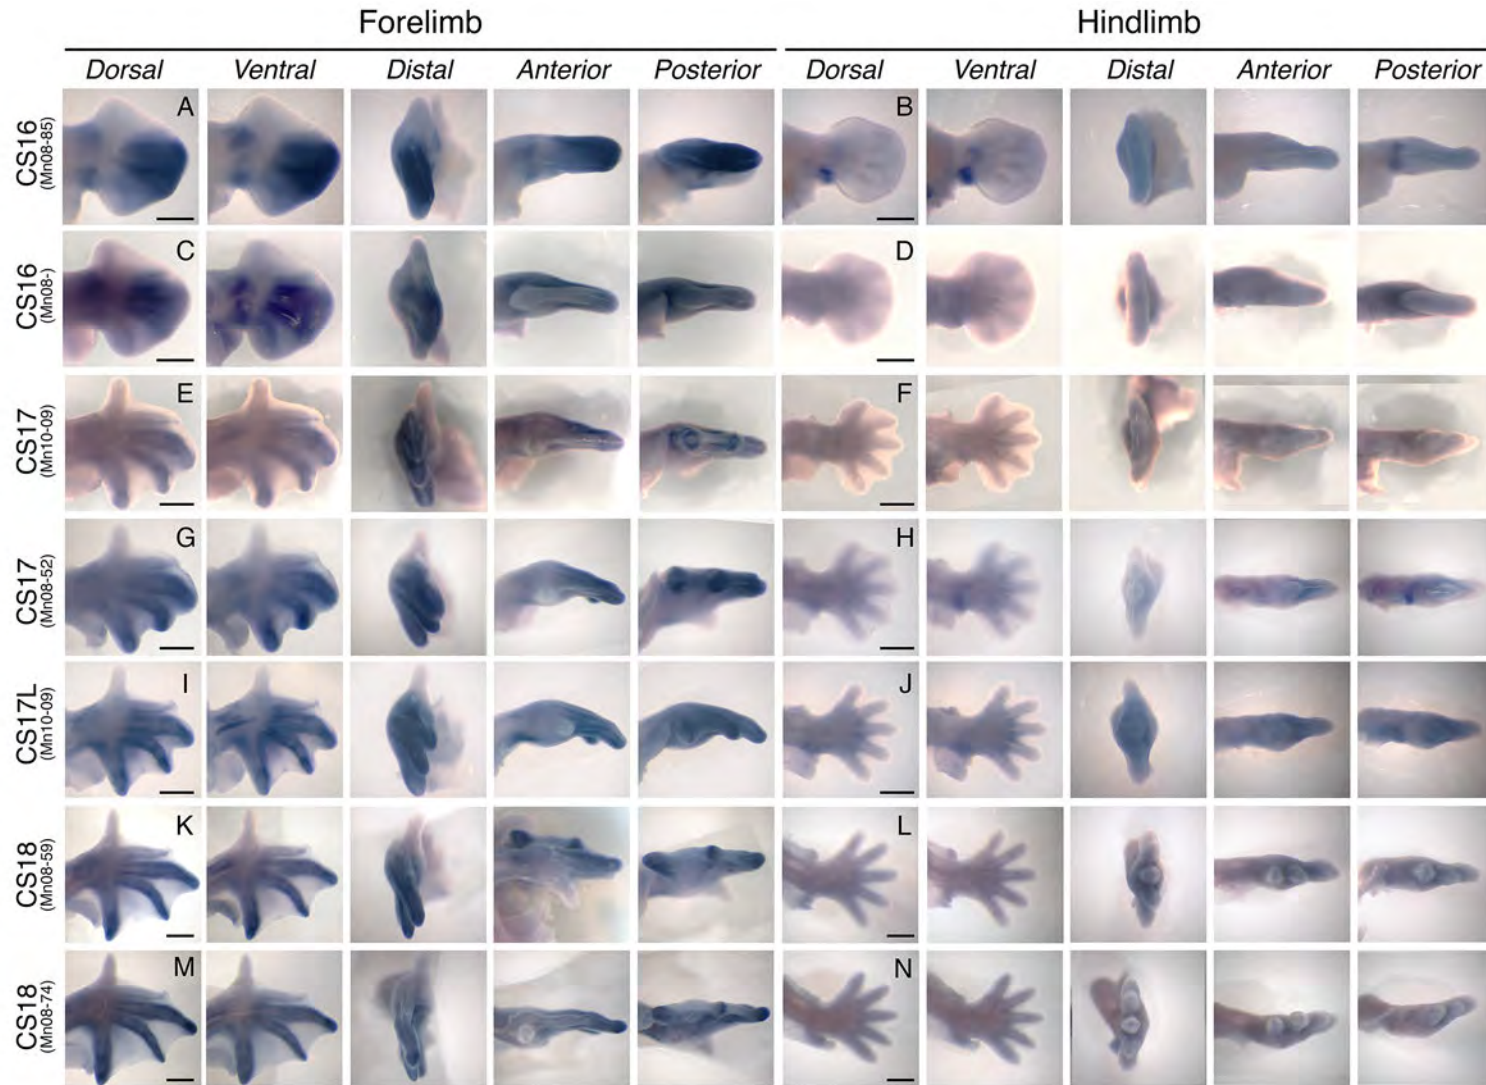 Forelimb Hindlimb
Dorsal Ventral Distal Anterior Posterior Dorsal Ventral Distal Anterior Posterior
CS16 (Mn08-85) A B
CS16 (Mn08-) C D
CS17 (Mn10-09) E F
CS17 (Mn08-52) G H
CS17L (Mn10-09) I J
CS18 (Mn08-59) K L
CS18 (Mn08-74) M N